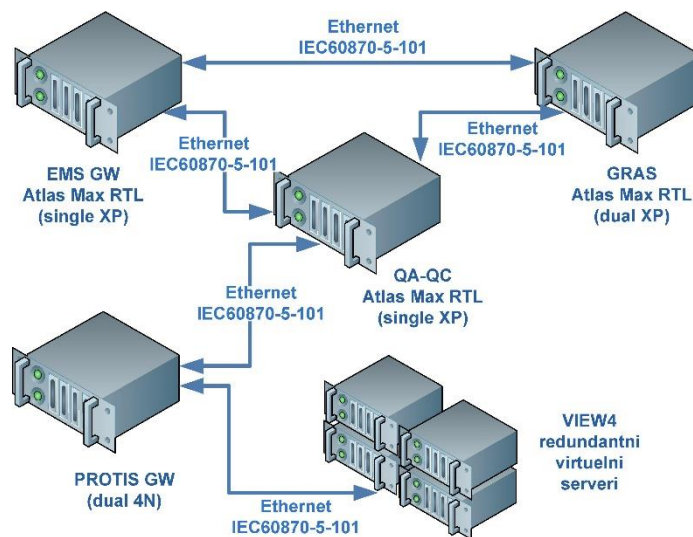 Ethernet
IEC60870-5-101
Ethernet
IEC60870-5-101
Ethernet
IEC60870-5-101
EMS GW
Atlas Max RTL
(single XP)
GRAS
Atlas Max RTL
(dual XP)
QA-QC
Atlas Max RTL
(single XP)
Ethernet
IEC60870-5-101
PROTIS GW
(dual 4N)
VIEW4
redundantni
virtuelni
serveri
Ethernet
IEC60870-5-101